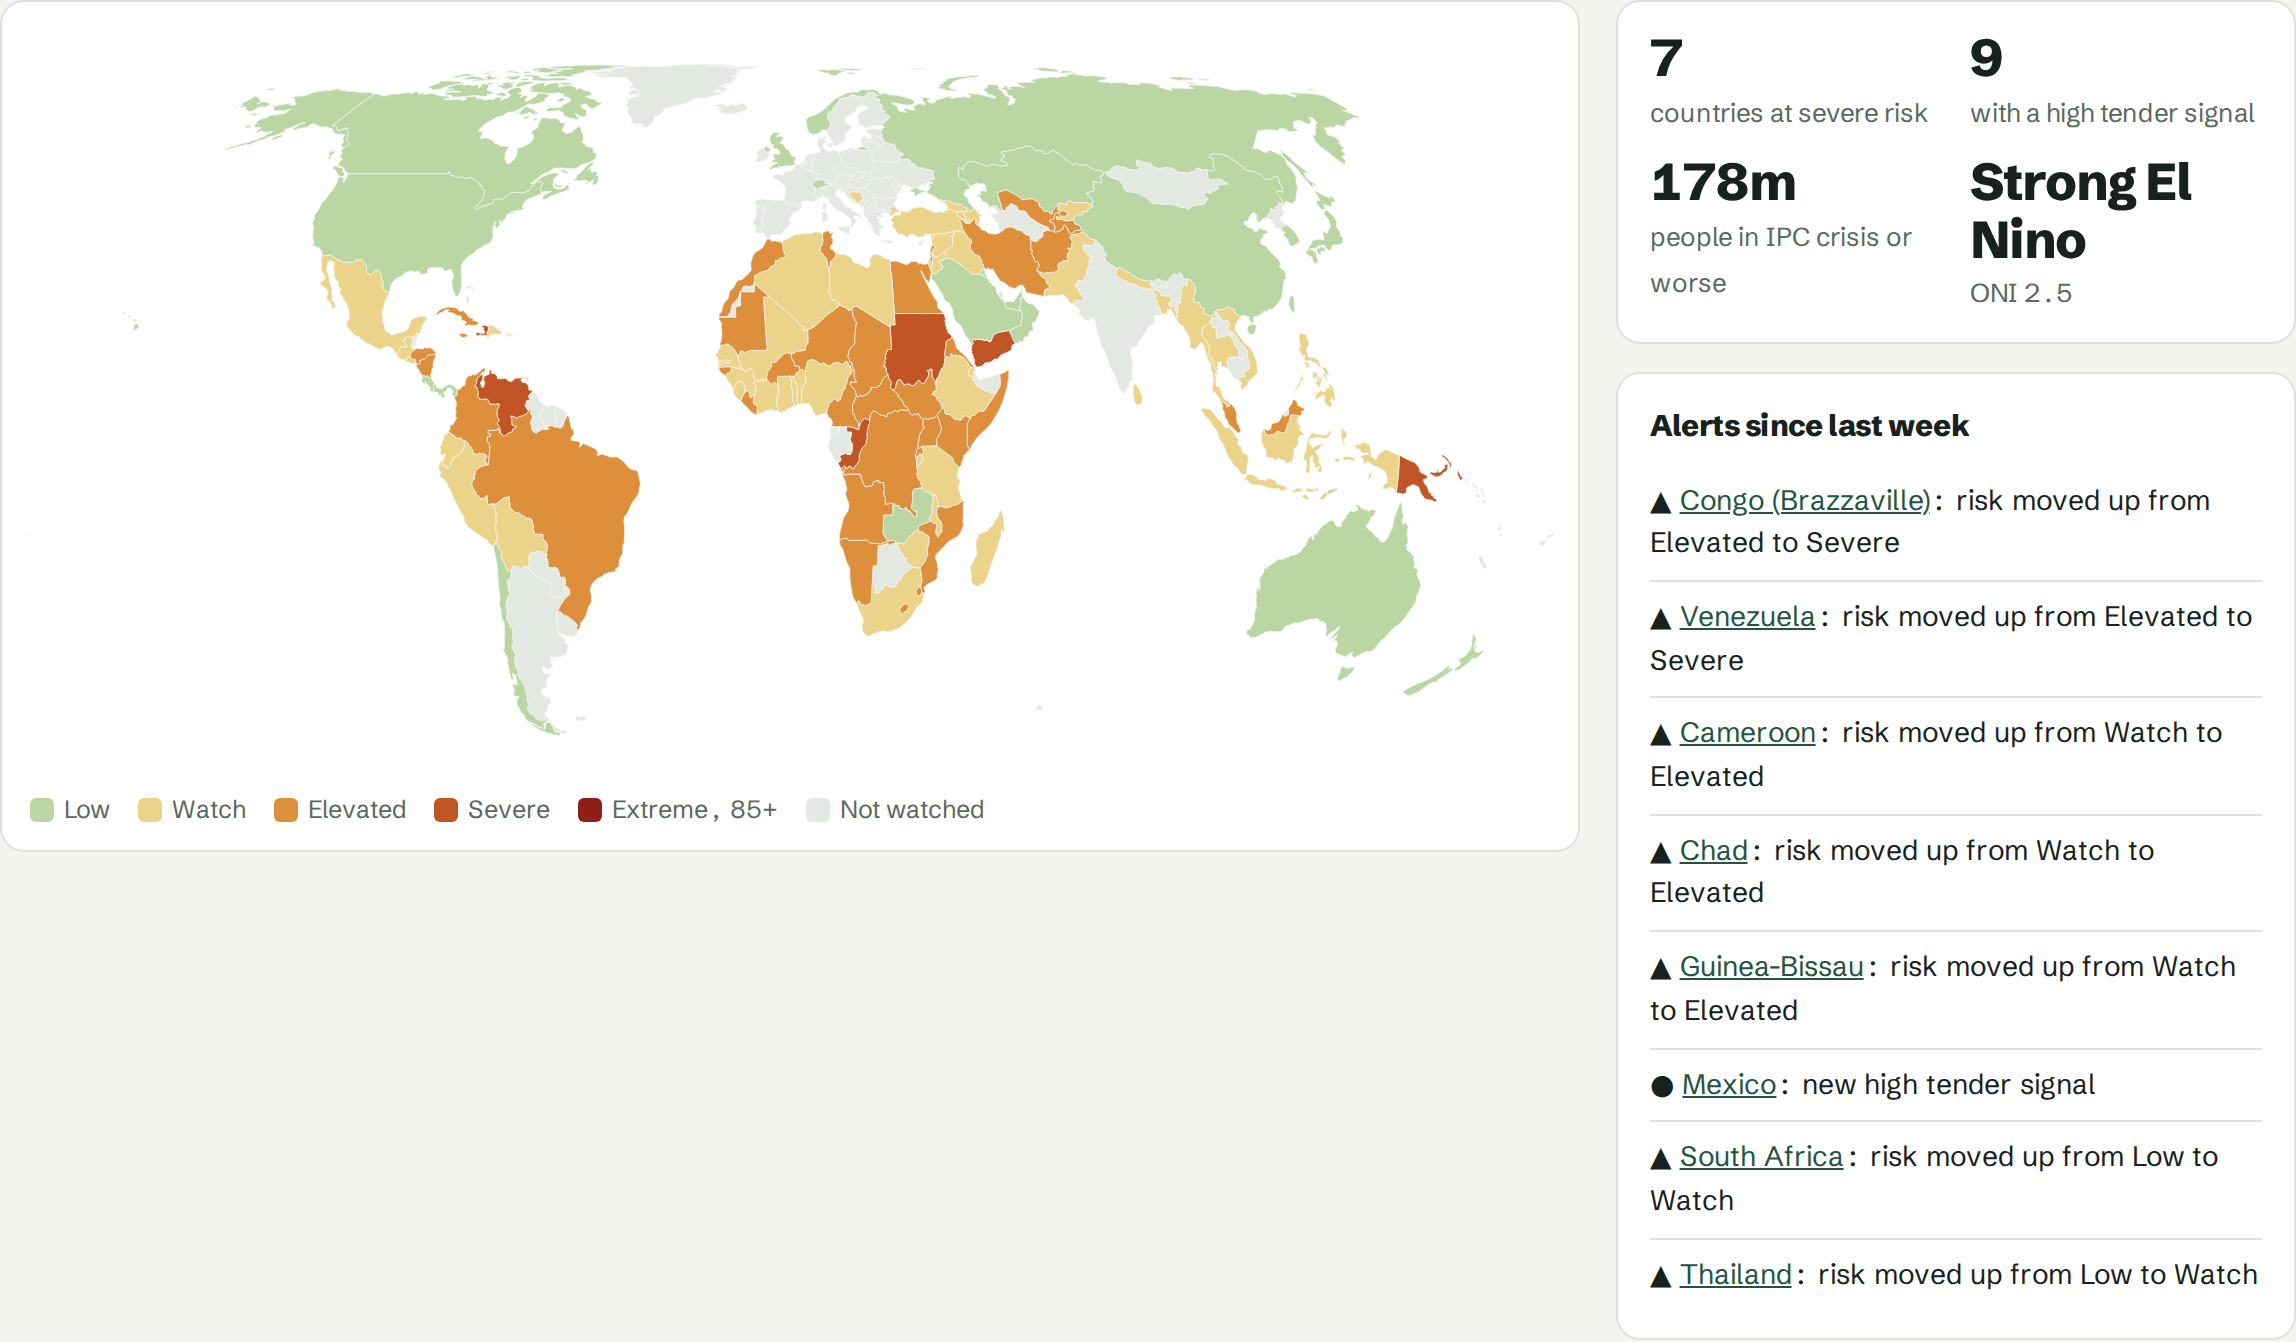 7
countries at severe risk
9
with a high tender signal
178m
people in IPC crisis or
worse
Strong El
Nino
ONI 2.5
Low
Watch
Elevated
Severe
Extreme, 85+
Not watched
Alerts since last week
▲ Congo (Brazzaville): risk moved up from
Elevated to Severe
▲ Venezuela: risk moved up from Elevated to
Severe
▲ Cameroon: risk moved up from Watch to
Elevated
▲ Chad: risk moved up from Watch to
Elevated
▲ Guinea-Bissau: risk moved up from Watch
to Elevated
● Mexico: new high tender signal
▲ South Africa: risk moved up from Low to
Watch
▲ Thailand: risk moved up from Low to Watch